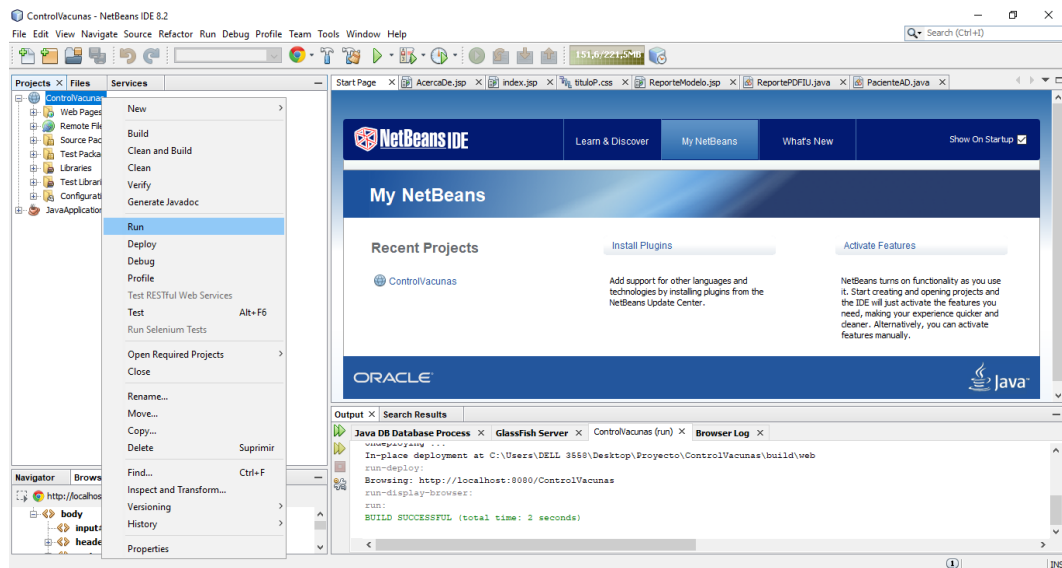 ControlVacunas - NetBeans IDE 8.2
File Edit View Navigate Source Refactor Run Debug Profile Team Tools Window Help
Search (Ctrl+I)
151,6/221,5MB
Projects Files Services
Start Page AcercaDe.jsp index.jsp tituloP.css ReporteModelo.jsp ReportePDFIU.java PacienteAD.java
ControlVacunas
Web Pages
Remote File
Source Pac
Test Packa
Libraries
Test Librari
Configurati
JavaApplication
New
Build
Clean and Build
Clean
Verify
Generate Javadoc
Run
Deploy
Debug
Profile
Test RESTful Web Services
Test Alt+F6
Run Selenium Tests
Open Required Projects
Close
Rename...
Move...
Copy...
Delete Suprimir
Find... Ctrl+F
Inspect and Transform...
Versioning
History
Properties
NetBeans IDE
Learn & Discover
My NetBeans
What's New
Show On Startup
My NetBeans
Recent Projects
ControlVacunas
Install Plugins
Add support for other languages and
technologies by installing plugins from the
NetBeans Update Center.
Activate Features
NetBeans turns on functionality as you use
it. Start creating and opening projects and
the IDE will just activate the features you
need, making your experience quicker and
cleaner. Alternatively, you can activate
features manually.
ORACLE
Java
Output Search Results
Java DB Database Process GlassFish Server ControlVacunas (run) Browser Log
In-place deployment at C:\Users\DELL 3558\Desktop\Proyecto\ControlVacunas\build\web
run-deploy:
Browsing: http://localhost:8080/ControlVacunas
run-display-browser:
run:
BUILD SUCCESSFUL (total time: 2 seconds)
Navigator Brows
http://localhos
body
input
heade
1
INS